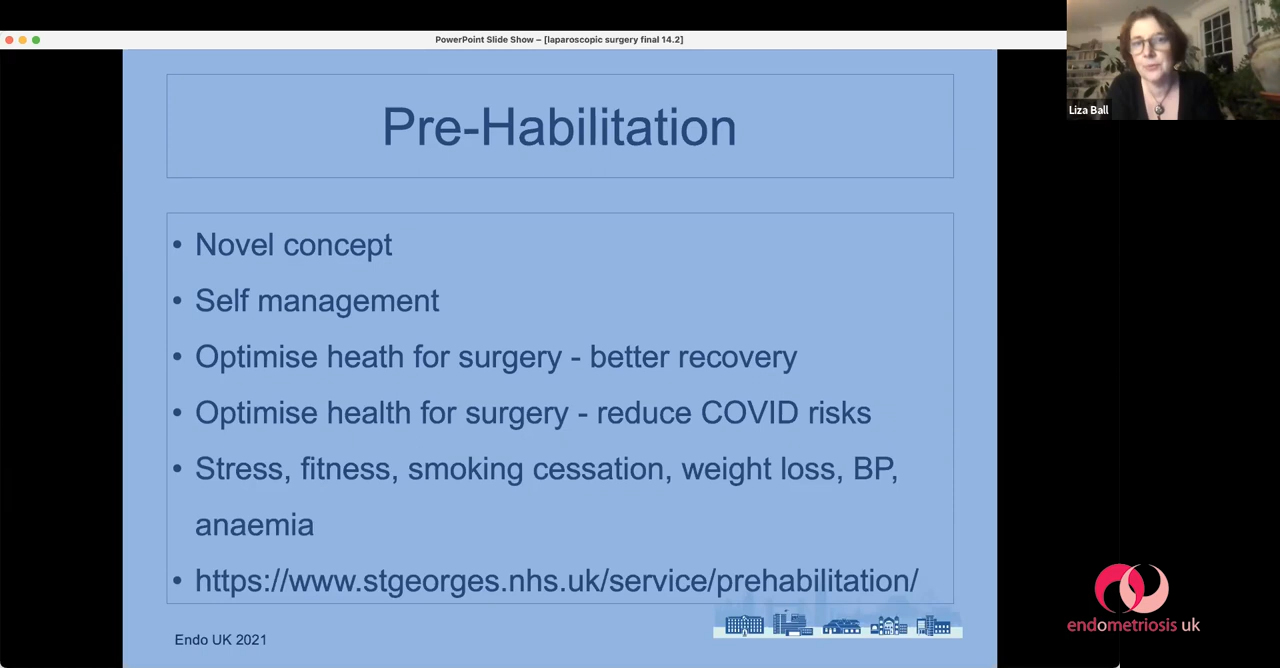 PowerPoint Slide Show – [laparoscopic surgery final 14.2]
Liza Ball
Pre-Habilitation
• Novel concept
• Self management
• Optimise heath for surgery - better recovery
• Optimise health for surgery - reduce COVID risks
• Stress, fitness, smoking cessation, weight loss, BP,
anaemia
• https://www.stgeorges.nhs.uk/service/prehabilitation/
Endo UK 2021
endometriosis uk